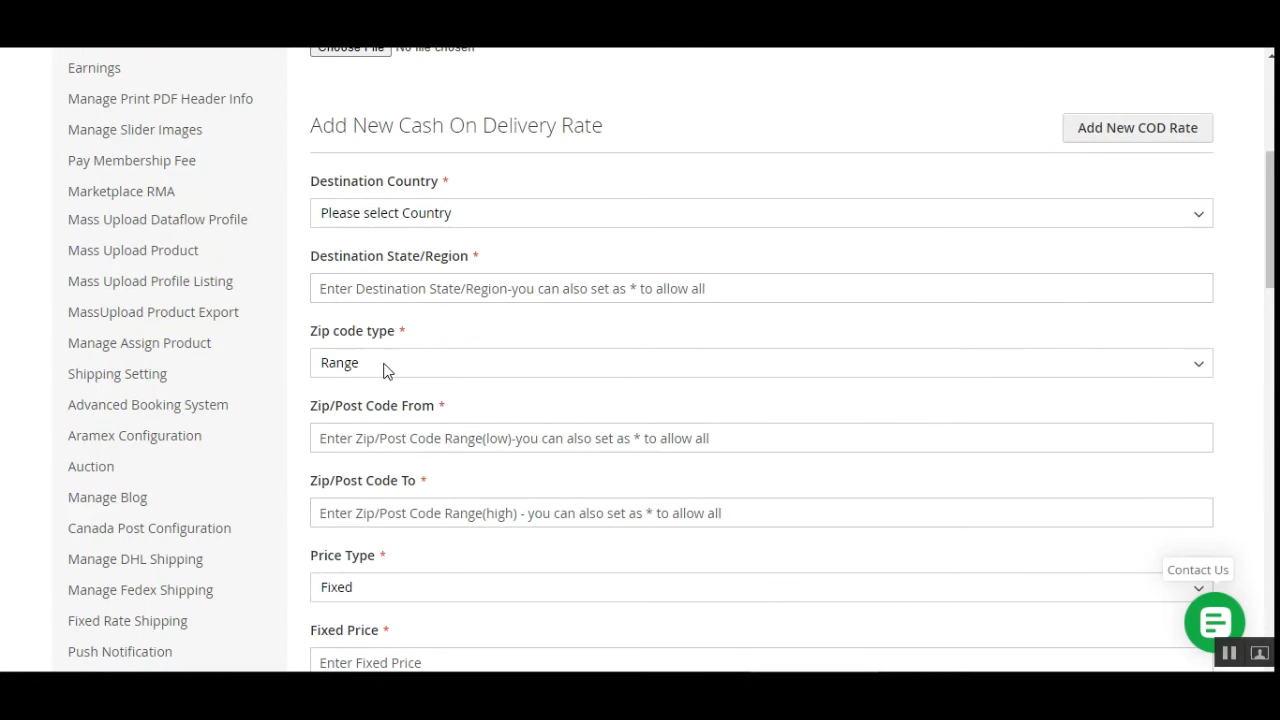 Choose File No file chosen
Earnings
Manage Print PDF Header Info
Manage Slider Images
Pay Membership Fee
Marketplace RMA
Mass Upload Dataflow Profile
Mass Upload Product
Mass Upload Profile Listing
MassUpload Product Export
Manage Assign Product
Shipping Setting
Advanced Booking System
Aramex Configuration
Auction
Manage Blog
Canada Post Configuration
Manage DHL Shipping
Manage Fedex Shipping
Fixed Rate Shipping
Push Notification
Add New Cash On Delivery Rate
Add New COD Rate
Destination Country *
Please select Country
Destination State/Region *
Enter Destination State/Region-you can also set as * to allow all
Zip code type *
Range
Zip/Post Code From *
Enter Zip/Post Code Range(low)-you can also set as * to allow all
Zip/Post Code To *
Enter Zip/Post Code Range(high) - you can also set as * to allow all
Price Type *
Fixed
Fixed Price *
Enter Fixed Price
Contact Us